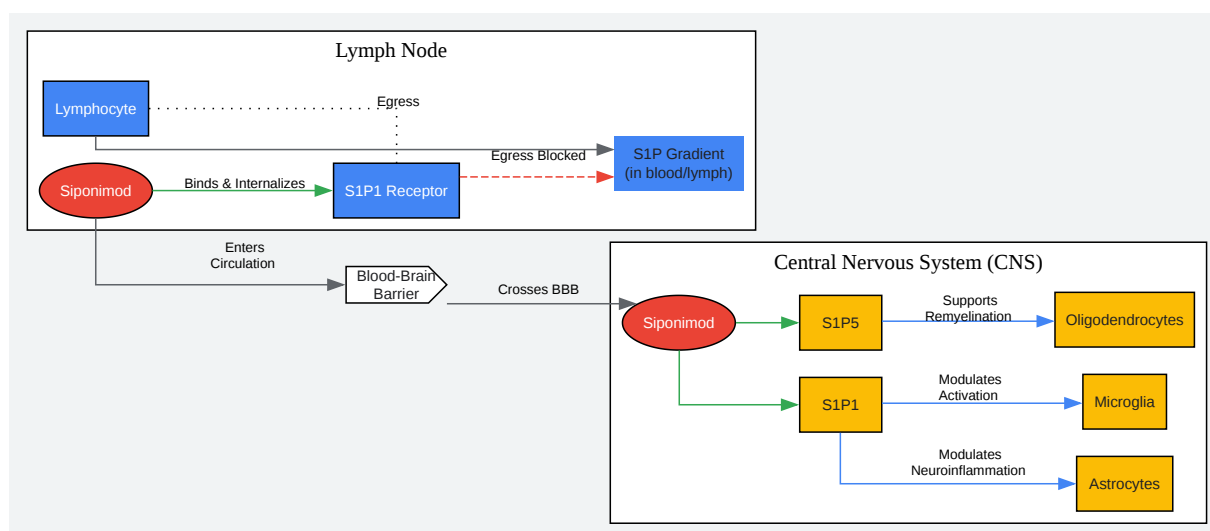 Lymph Node
Lymphocyte
Egress
Egress Blocked
S1P Gradient
(in blood/lymph)
Siponimod
Binds & Internalizes
S1P1 Receptor
Enters
Circulation
Blood-Brain
Barrier
Crosses BBB
Central Nervous System (CNS)
Siponimod
S1P5
Supports
Remyelination
Oligodendrocytes
S1P1
Modulates
Activation
Microglia
Modulates
Neuroinflammation
Astrocytes